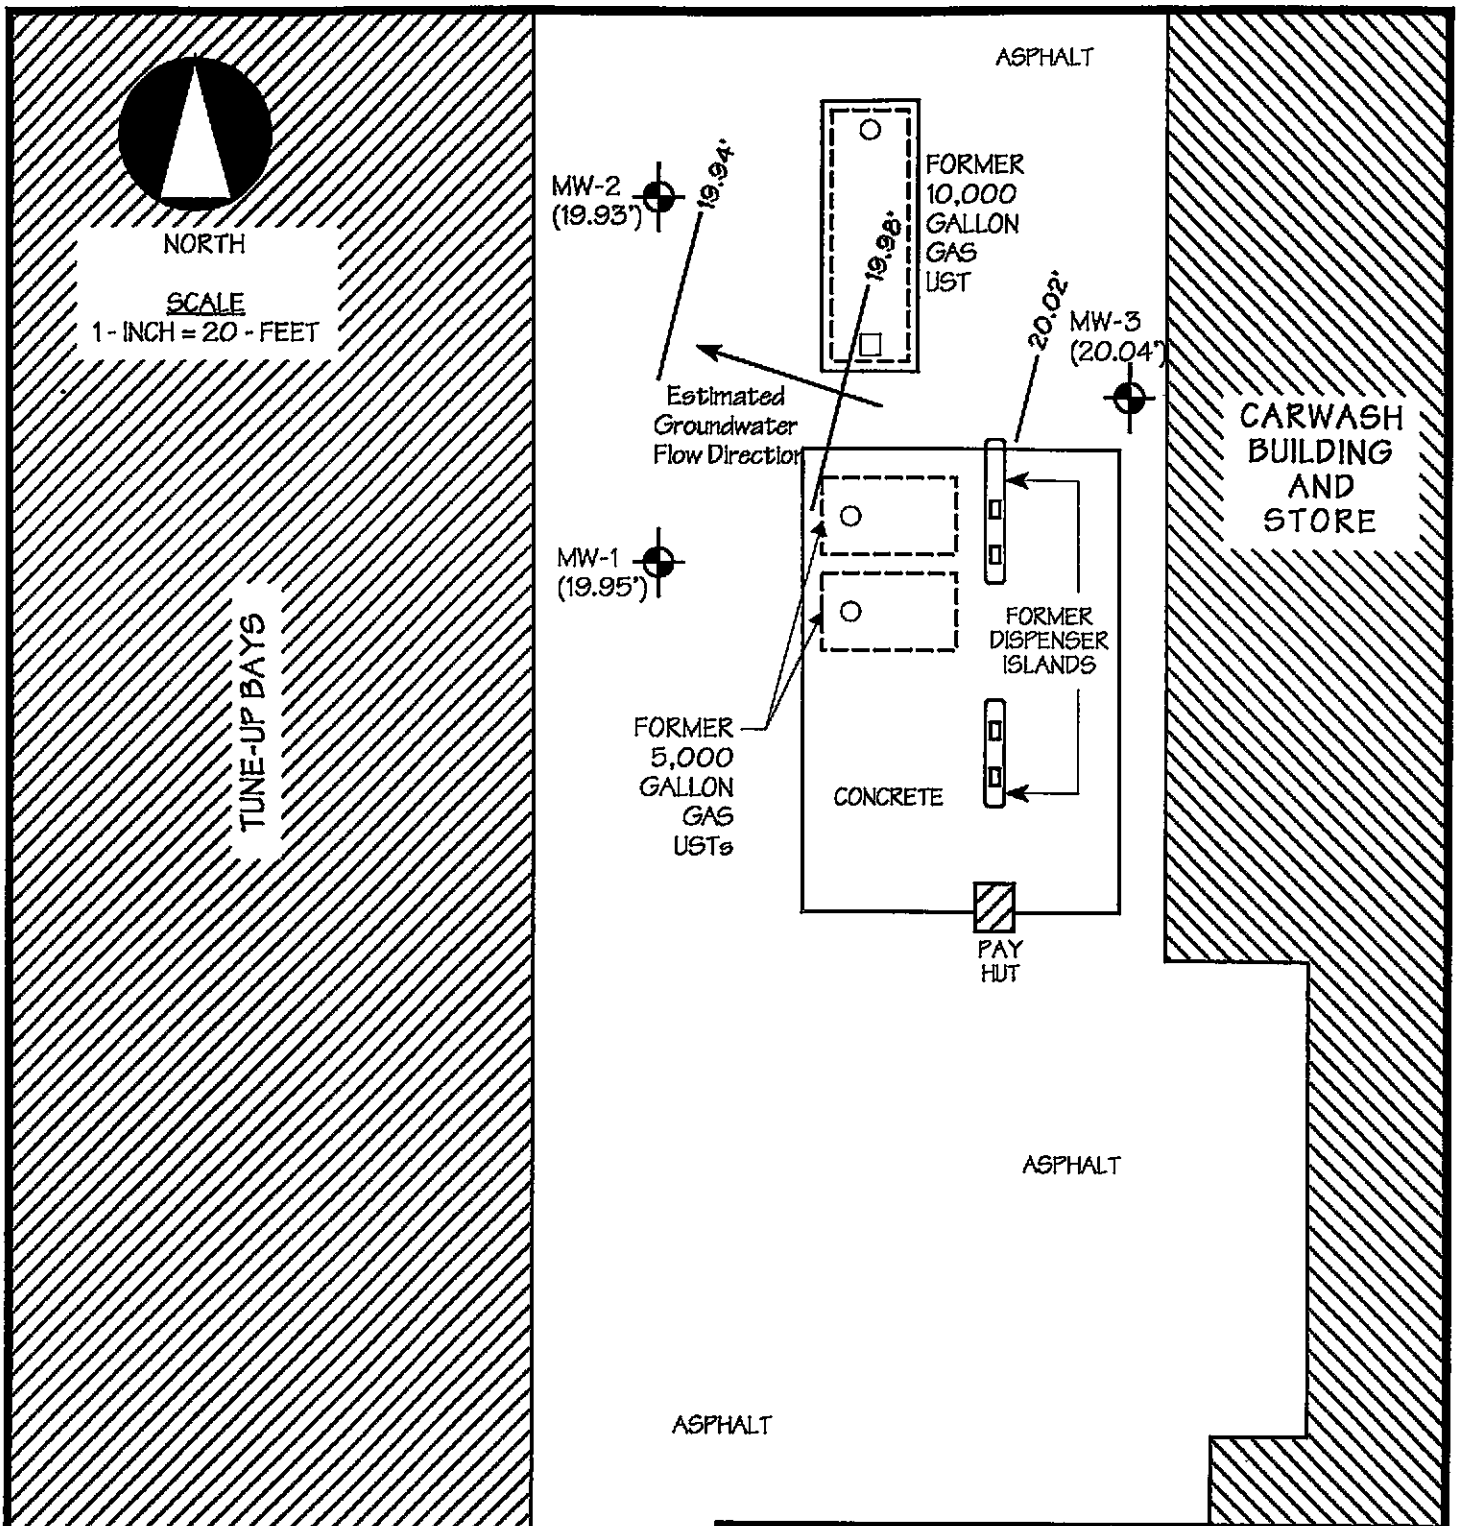 ASPHALT
NORTH
SCALE
1 - INCH = 20 - FEET
MW-2
(19.93')
19.94'
FORMER
10,000
GALLON
GAS
UST
19.98'
20.02'
MW-3
(20.04')
Estimated
Groundwater
Flow Direction
CARWASH
BUILDING
AND
STORE
MW-1
(19.95')
TUNE-UP BAYS
FORMER
DISPENSER
ISLANDS
FORMER
5,000
GALLON
GAS
USTs
CONCRETE
PAY
HUT
ASPHALT
ASPHALT